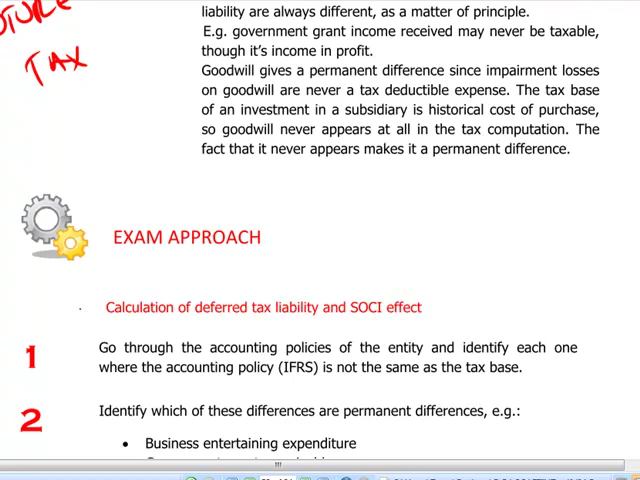 liability are always different, as a matter of principle.
E.g. government grant income received may never be taxable,
though it's income in profit.
TAX
Goodwill gives a permanent difference since impairment losses
on goodwill are never a tax deductible expense. The tax base
of an investment in a subsidiary is historical cost of purchase,
so goodwill never appears at all in the tax computation. The
fact that it never appears makes it a permanent difference.
EXAM APPROACH
Calculation of deferred tax liability and SOCI effect
1
Go through the accounting policies of the entity and identify each one
where the accounting policy (IFRS) is not the same as the tax base.
2
Identify which of these differences are permanent differences, e.g.:
• Business entertaining expenditure